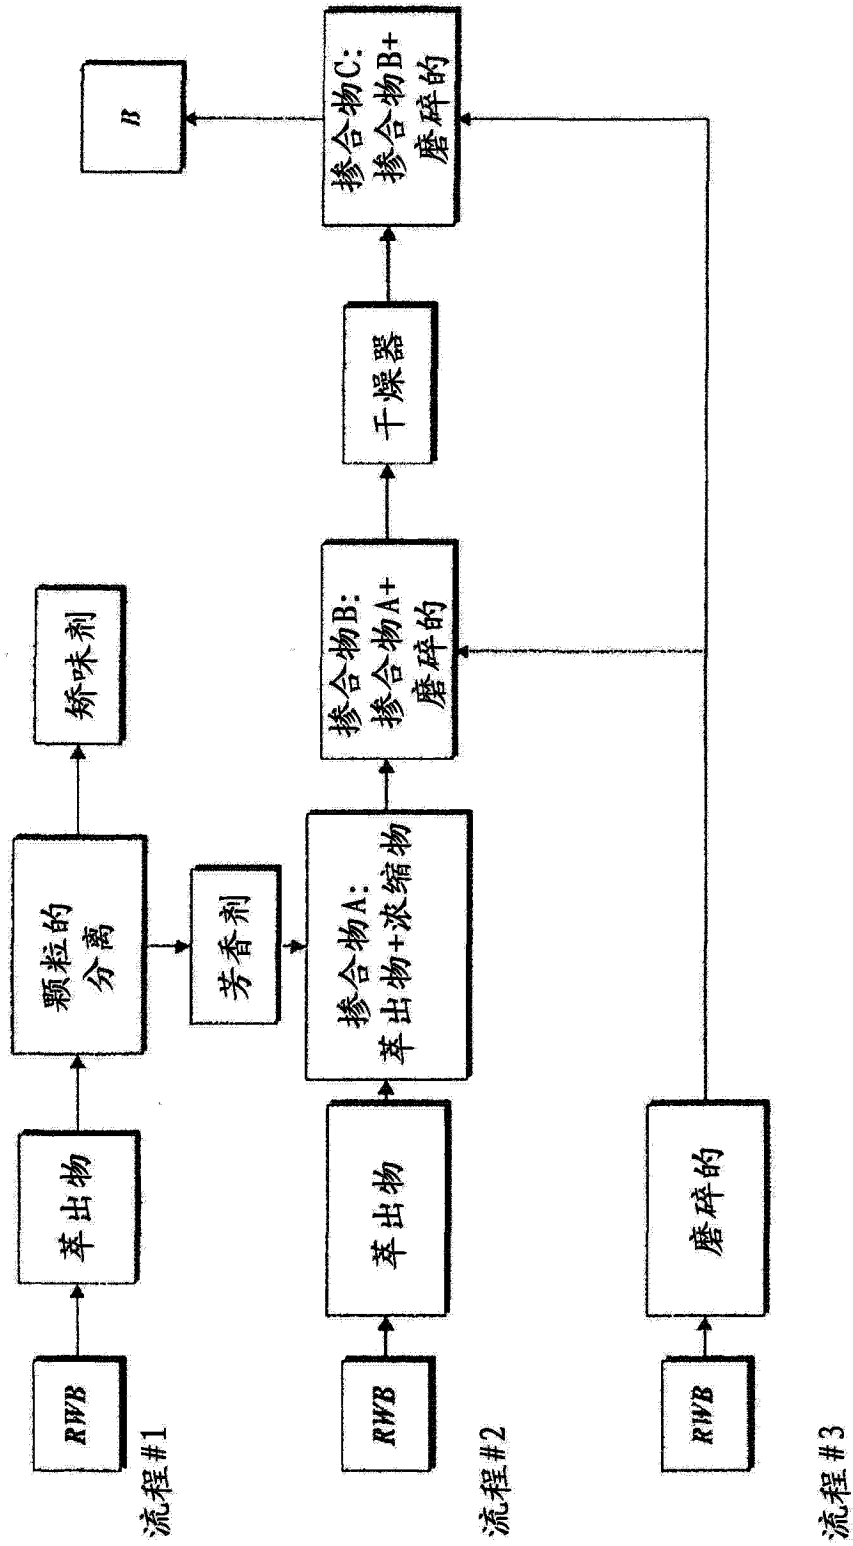 RWB
萃出物
颗粒的
分离
矫味剂
芳香剂
流程#1
RWB
萃出物
掺合物A:
萃出物+浓缩物
掺合物B:
掺合物A+
磨碎的
干燥器
掺合物C:
掺合物B+
磨碎的
B
流程#2
RWB
磨碎的
流程#3